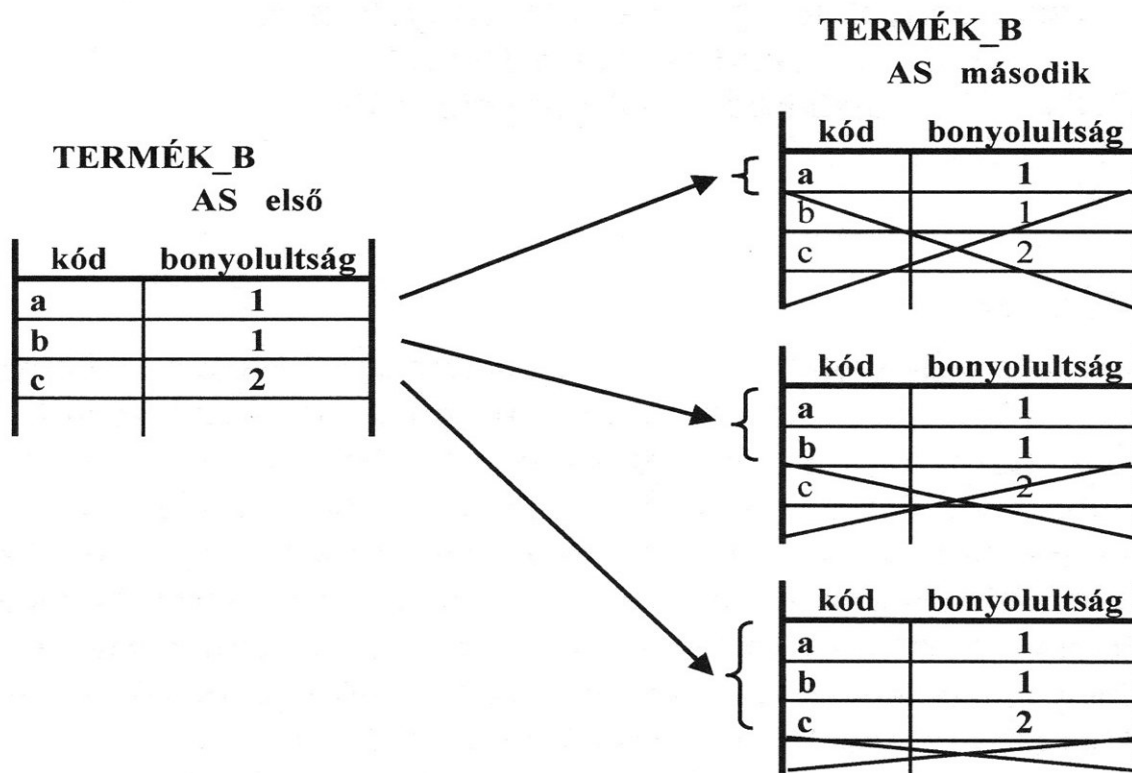 TERMÉK_B
AS első
kód bonyolultság
a 1
b 1
c 2
TERMÉK_B
AS második
kód bonyolultság
a 1
b 1
c 2
kód bonyolultság
a 1
b 1
c 2
kód bonyolultság
a 1
b 1
c 2